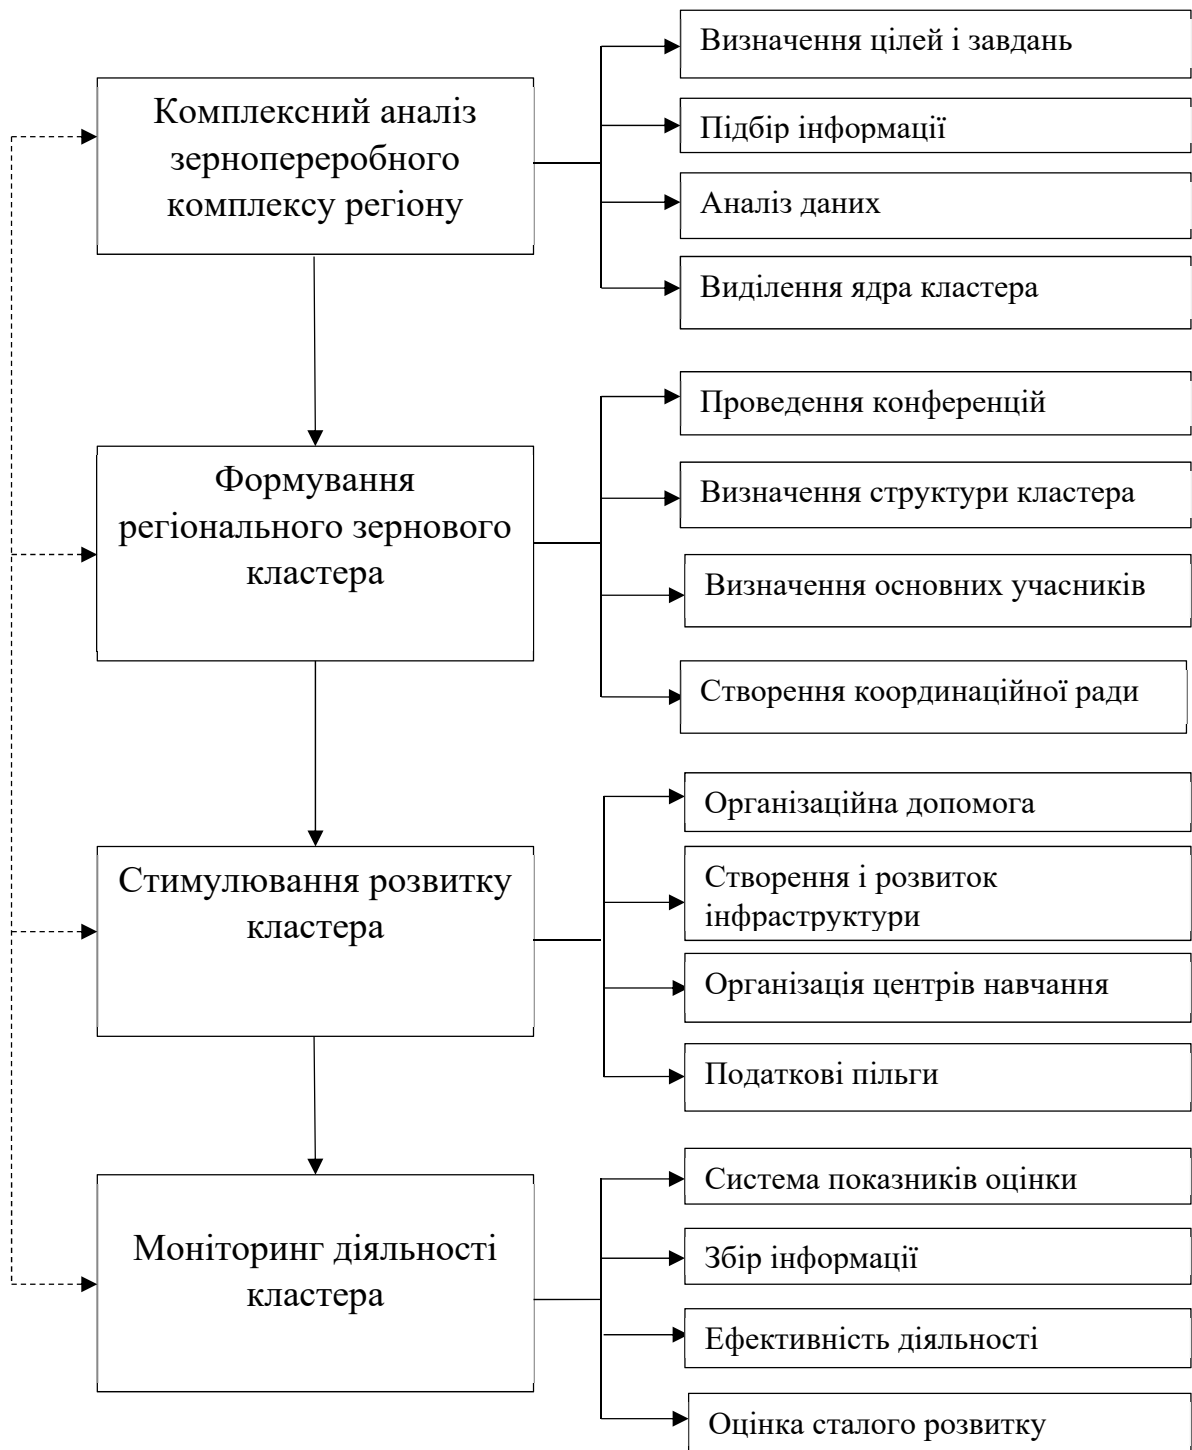 Комплексний аналіз
зернопереробного
комплексу регіону
Визначення цілей і завдань
Підбір інформації
Аналіз даних
Виділення ядра кластера
Формування
регіонального зернового
кластера
Проведення конференцій
Визначення структури кластера
Визначення основних учасників
Створення координаційної ради
Стимулювання розвитку
кластера
Організаційна допомога
Створення і розвиток
інфраструктури
Організація центрів навчання
Податкові пільги
Моніторинг діяльності
кластера
Система показників оцінки
Збір інформації
Ефективність діяльності
Оцінка сталого розвитку